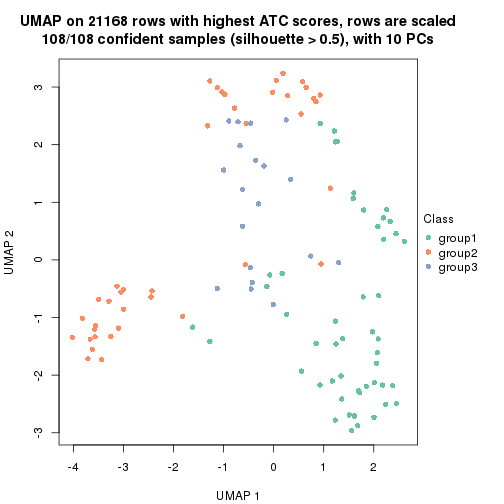 UMAP on 21168 rows with highest ATC scores, rows are scaled
108/108 confident samples (silhouette > 0.5), with 10 PCs
3
2
1
0
-1
-2
-3
UMAP 2
-4 -3 -2 -1 0 1 2
UMAP 1
Class
group1
group2
group3